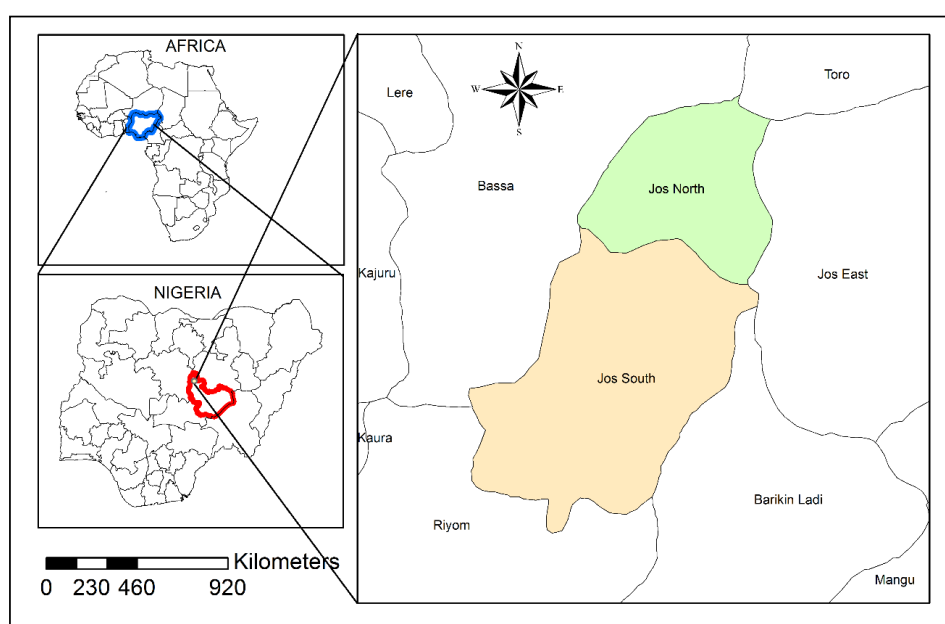 AFRICA
NIGERIA
Kilometers
0 230 460 920
N
W E
S
Lere
Toro
Bassa
Jos North
Kajuru
Jos East
Jos South
Kaura
Riyom
Barikin Ladi
Mangu